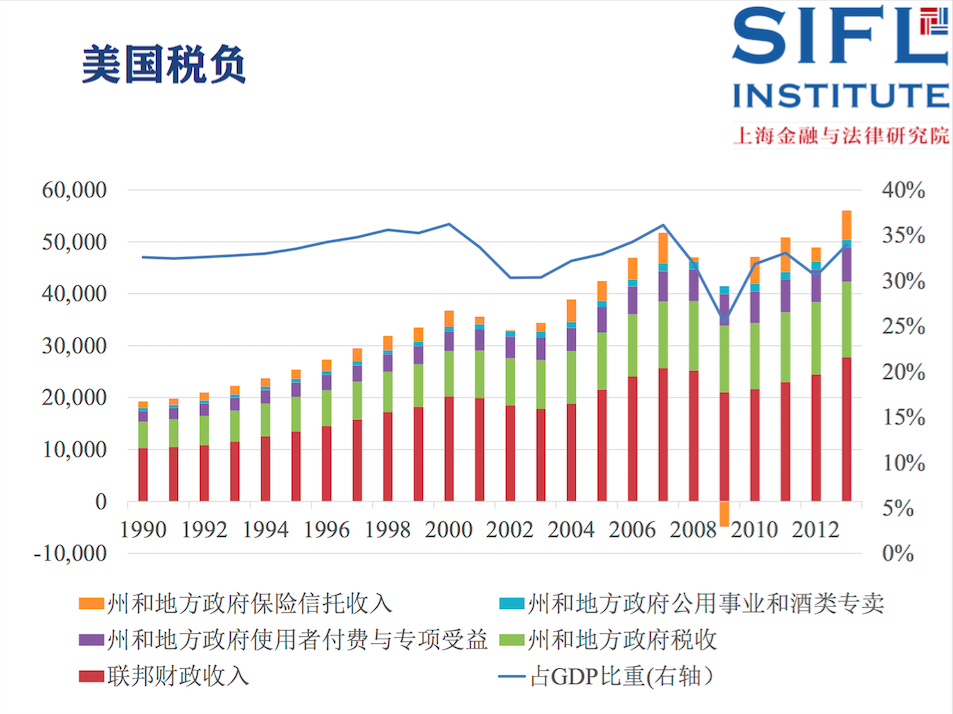 美国税负
SIFL
INSTITUTE
上海金融与法律研究院
60,000
50,000
40,000
30,000
20,000
10,000
0
-10,000
40%
35%
30%
25%
20%
15%
10%
5%
0%
1990 1992 1994 1996 1998 2000 2002 2004 2006 2008 2010 2012
州和地方政府保险信托收入
州和地方政府公用事业和酒类专卖
州和地方政府使用者付费与专项受益
州和地方政府税收
联邦财政收入
占GDP比重(右轴）